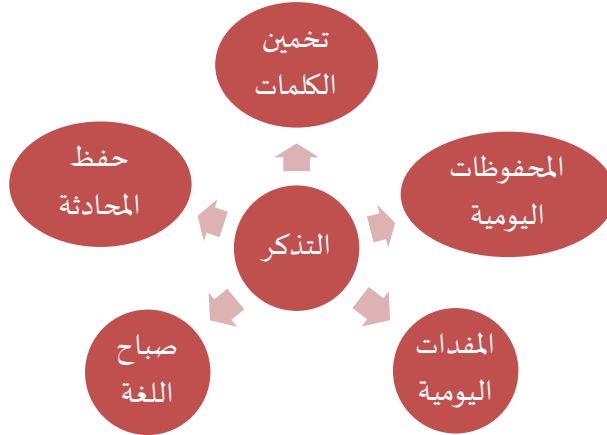 تخمين
الكلمات
المحفوظات
اليومية
حفظ
المحادثة
التذكر
المفدات
اليومية
صباح
اللغة